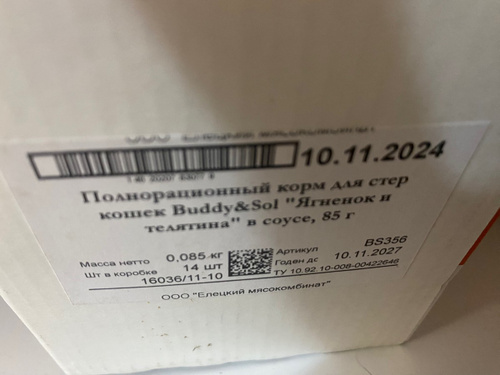 10.11.2024
Полнорационный корм для стер
кошек Buddy&Sol "Ягненок и
телятина" в соусе, 85 г
Масса нетто 0,085 кг Артикул BS356
Шт в коробке 14 шт Годен до 10.11.2027
16036/11-10 ТУ 10.92.10-008-00422646
ООО "Елецкий мясокомбинат"